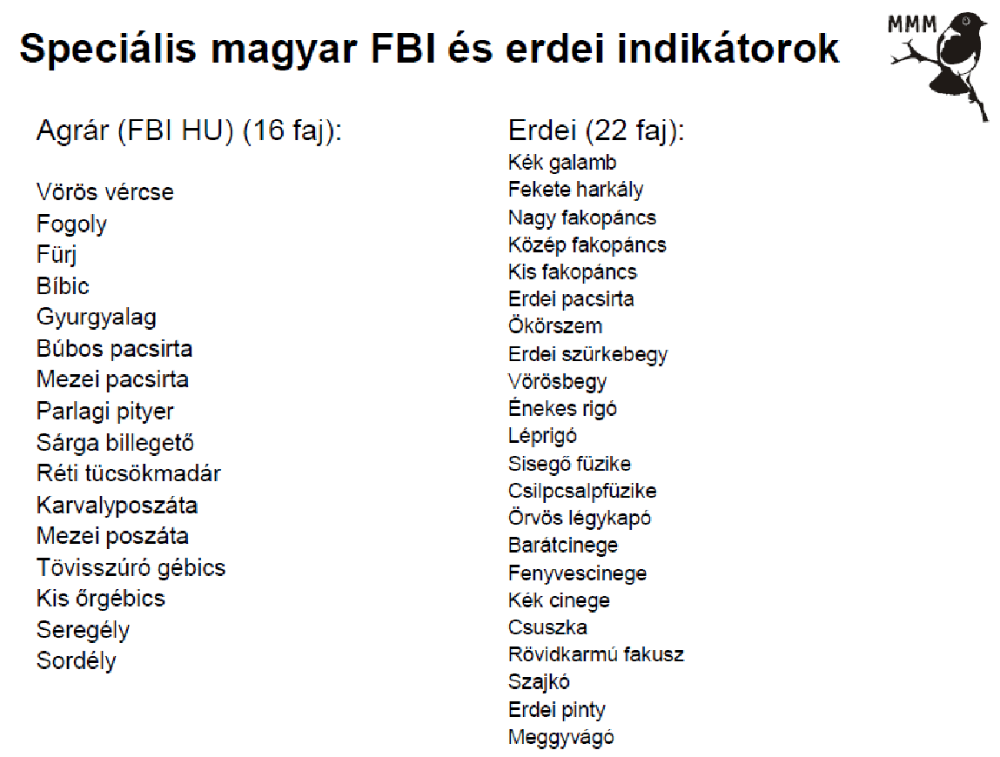 Speciális magyar FBI és erdei indikátorok
MMM
Agrár (FBI HU) (16 faj):
Vörös vércse
Fogoly
Fürj
Bíbic
Gyurgyalag
Búbos pacsirta
Mezei pacsirta
Parlagi pityer
Sárga billegető
Réti tücsökmadár
Karvalyposzáta
Mezei poszáta
Tövisszúró gébics
Kis őrgébics
Seregély
Sordély
Erdei (22 faj):
Kék galamb
Fekete harkály
Nagy fakopáncs
Közép fakopáncs
Kis fakopáncs
Erdei pacsirta
Ökörszem
Erdei szürkebegy
Vörösbegy
Énekes rigó
Léprigó
Sisegő füzike
Csilpcsalpfüzike
Örvös légykapó
Barátcinege
Fenyvescinege
Kék cinege
Csuszka
Rövidkarmú fakusz
Szajkó
Erdei pinty
Meggyvágó